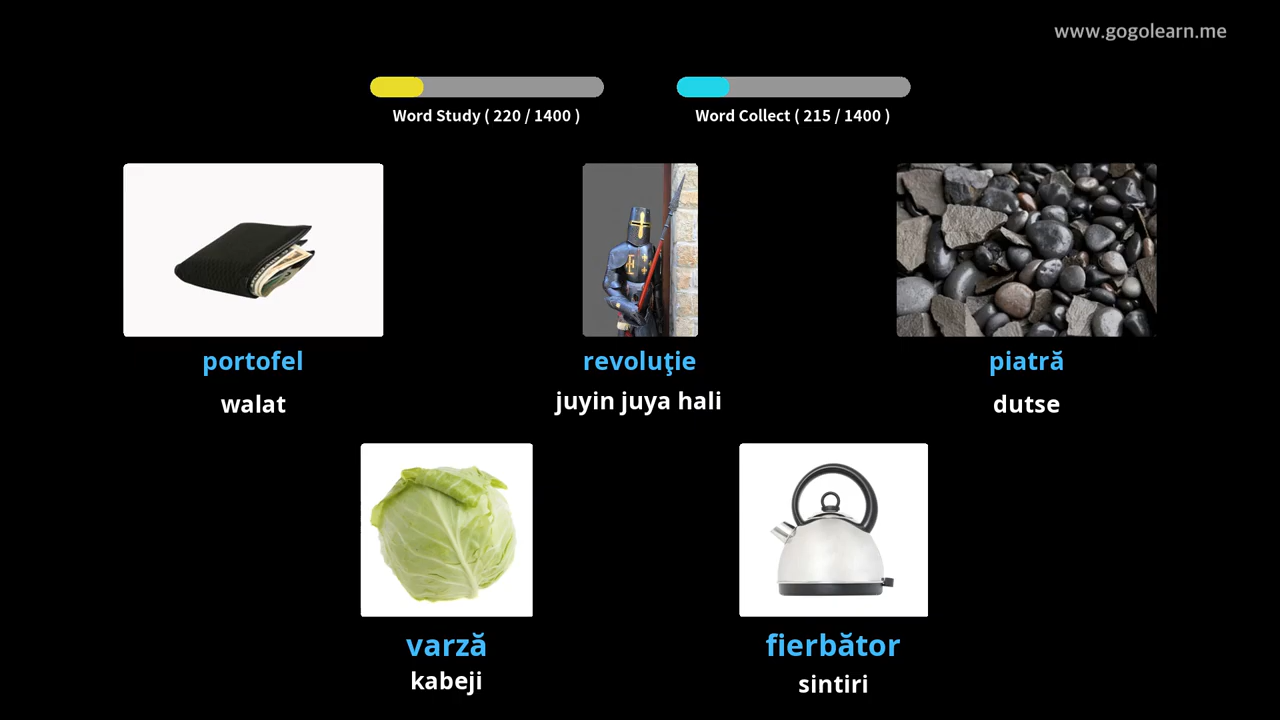 www.gogolearn.me
Word Study ( 220 / 1400 )
Word Collect ( 215 / 1400 )
portofel
revoluţie
piatră
walat
juyin juya hali
dutse
varză
fierbător
kabeji
sintiri